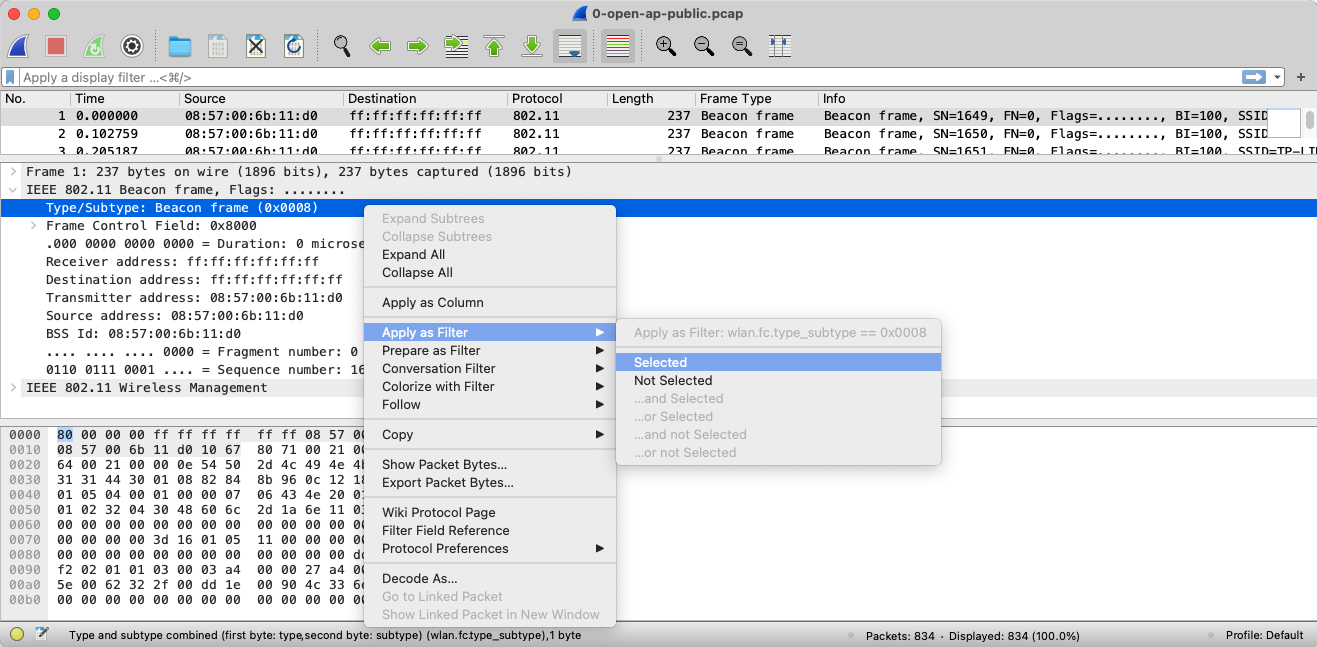 0-open-ap-public.pcap
Apply a display filter ...<⌘/>
+
No. Time Source Destination Protocol Length Frame Type Info
1 0.000000 08:57:00:6b:11:d0 ff:ff:ff:ff:ff:ff 802.11 237 Beacon frame Beacon frame, SN=1649, FN=0, Flags=........, BI=100, SSID
2 0.102759 08:57:00:6b:11:d0 ff:ff:ff:ff:ff:ff 802.11 237 Beacon frame Beacon frame, SN=1650, FN=0, Flags=........, BI=100, SSID
3 0.205187 08:57:00:6b:11:d0 ff:ff:ff:ff:ff:ff 802.11 237 Beacon frame Beacon frame, SN=1651, FN=0, Flags=........, BI=100, SSID=TP-LI
Frame 1: 237 bytes on wire (1896 bits), 237 bytes captured (1896 bits)
IEEE 802.11 Beacon frame, Flags: ........
Type/Subtype: Beacon frame (0x0008)
Frame Control Field: 0x8000
.000 0000 0000 0000 = Duration: 0 microse
Receiver address: ff:ff:ff:ff:ff:ff
Destination address: ff:ff:ff:ff:ff:ff
Transmitter address: 08:57:00:6b:11:d0
Source address: 08:57:00:6b:11:d0
BSS Id: 08:57:00:6b:11:d0
.... .... .... 0000 = Fragment number: 0
0110 0111 0001 .... = Sequence number: 16
IEEE 802.11 Wireless Management
Expand Subtrees
Collapse Subtrees
Expand All
Collapse All
Apply as Column
Apply as Filter
Prepare as Filter
Conversation Filter
Colorize with Filter
Follow
Copy
Show Packet Bytes...
Export Packet Bytes...
Wiki Protocol Page
Filter Field Reference
Protocol Preferences
Decode As...
Go to Linked Packet
Show Linked Packet in New Window
Apply as Filter: wlan.fc.type_subtype == 0x0008
Selected
Not Selected
...and Selected
...or Selected
...and not Selected
...or not Selected
0000 80 00 00 00 ff ff ff ff ff ff 08 57 00
0010 08 57 00 6b 11 d0 10 67 80 71 00 21 00
0020 64 00 21 00 00 0e 54 50 2d 4c 49 4e 4b
0030 31 31 44 30 01 08 82 84 8b 96 0c 12 18
0040 01 05 04 00 01 00 00 07 06 43 4e 20 01
0050 01 02 32 04 30 48 60 6c 2d 1a 6e 11 03
0060 00 00 00 00 00 00 00 00 00 00 00 00 00
0070 00 00 00 00 3d 16 01 05 11 00 00 00 00
0080 00 00 00 00 00 00 00 00 00 00 00 00 dd
0090 f2 02 01 01 03 00 03 a4 00 00 27 a4 00
00a0 5e 00 62 32 2f 00 dd 1e 00 90 4c 33 6e
00b0 00 00 00 00 00 00 00 00 00 00 00 00 00
Type and subtype combined (first byte: type, second byte: subtype) (wlan.fc.type_subtype), 1 byte
Packets: 834 · Displayed: 834 (100.0%)
Profile: Default